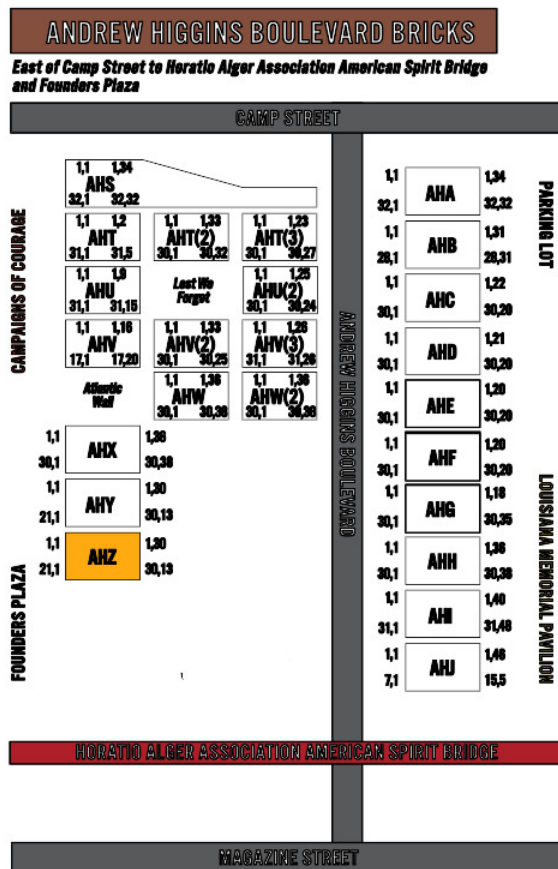 ANDREW HIGGINS BOULEVARD BRICKS
East of Camp Street to Horatio Alger Association American Spirit Bridge
and Founders Plaza
CAMP STREET
CAMPAIGNS OF COURAGE
FOUNDERS PLAZA
1,1 1,34
AHS
32,1 32,32
1,1 1,2
AHT
31,1 31,5
1,1 1,33
AHT(2)
30,1 30,32
1,1 1,23
AHT(3)
30,1 30,27
1,1 1,9
AHU
31,1 31,15
Lest We
Forget
1,1 1,25
AHU(2)
30,1 30,24
1,1 1,16
AHV
17,1 17,20
1,1 1,33
AHV(2)
30,1 30,25
1,1 1,26
AHV(3)
31,1 31,26
Atlantic
Wall
1,1 1,36
AHW
30,1 30,38
1,1 1,36
AHW(2)
30,1 30,38
1,1 1,36
AHX
30,1 30,38
1,1 1,30
AHY
21,1 30,13
1,1 1,30
AHZ
21,1 30,13
ANDREW HIGGINS BOULEVARD
1,1 1,34
AHA
32,1 32,32
1,1 1,31
AHB
28,1 28,31
1,1 1,22
AHC
30,1 30,20
1,1 1,21
AHD
30,1 30,20
1,1 1,20
AHE
30,1 30,20
1,1 1,20
AHF
30,1 30,20
1,1 1,18
AHG
30,1 30,35
1,1 1,36
AHH
30,1 30,38
1,1 1,40
AHI
31,1 31,48
1,1 1,46
AHJ
7,1 15,5
PARKING LOT
LOUISIANA MEMORIAL PAVILION
HORATIO ALGER ASSOCIATION AMERICAN SPIRIT BRIDGE
MAGAZINE STREET